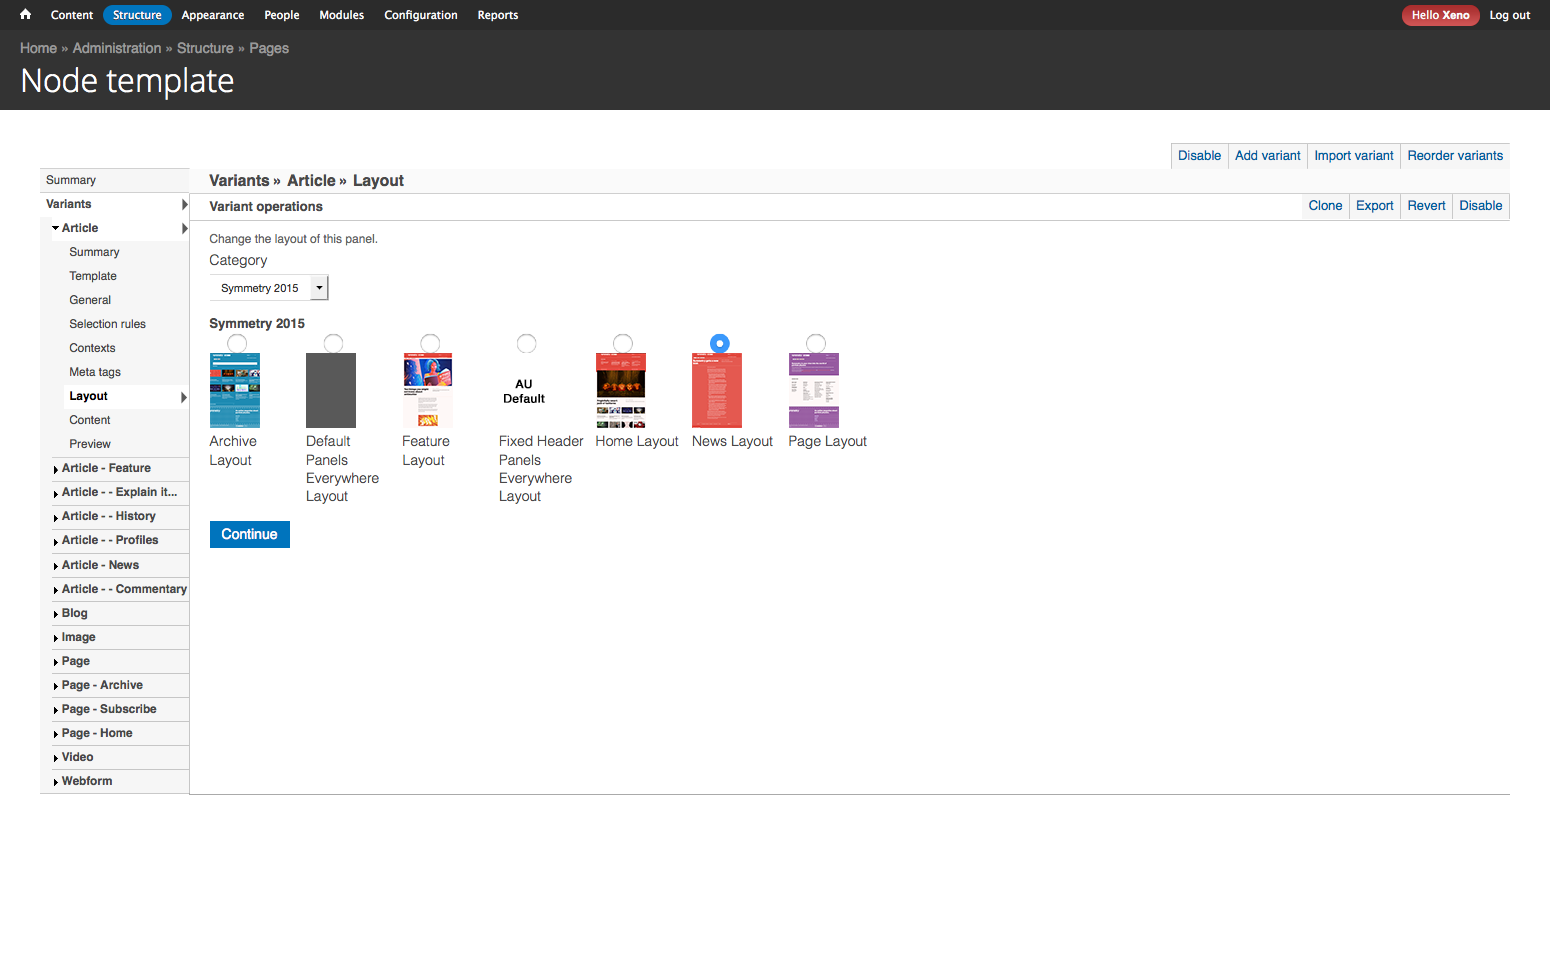 Content Structure Appearance People Modules Configuration Reports Hello Xeno Log out
Home » Administration » Structure » Pages
Node template
Disable Add variant Import variant Reorder variants
Summary
Variants
Article
Summary
Template
General
Selection rules
Contexts
Meta tags
Layout
Content
Preview
Article - Feature
Article - - Explain it...
Article - - History
Article - - Profiles
Article - News
Article - - Commentary
Blog
Image
Page
Page - Archive
Page - Subscribe
Page - Home
Video
Webform
Variants » Article » Layout
Variant operations
Clone Export Revert Disable
Change the layout of this panel.
Category
Symmetry 2015
Symmetry 2015
Archive
Layout
Default
Panels
Everywhere
Layout
Feature
Layout
AU
Default
Fixed Header
Panels
Everywhere
Layout
Home Layout
News Layout
Page Layout
Continue